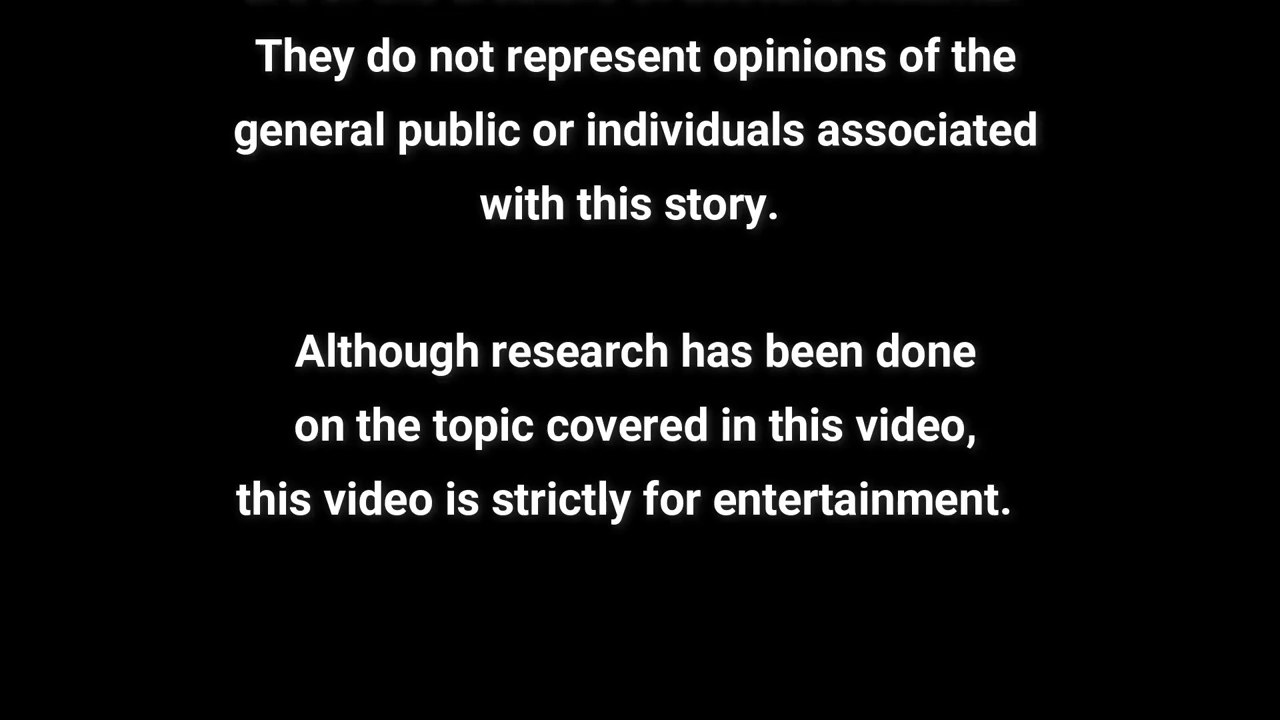 They do not represent opinions of the
general public or individuals associated
with this story.
Although research has been done
on the topic covered in this video,
this video is strictly for entertainment.